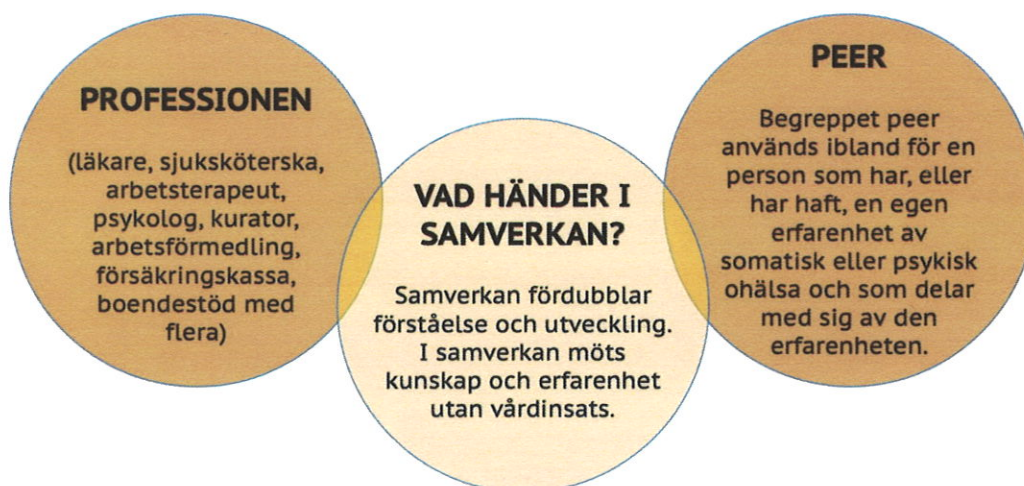 PROFESSIONEN
(läkare, sjuksköterska,
arbetsterapeut,
psykolog, kurator,
arbetsförmedling,
försäkringskassa,
boendestöd med
flera)
VAD HÄNDER I
SAMVERKAN?
Samverkan fördubblar
förståelse och utveckling.
I samverkan möts
kunskap och erfarenhet
utan vårdinsats.
PEER
Begreppet peer
används ibland för en
person som har, eller
har haft, en egen
erfarenhet av
somatisk eller psykisk
ohälsa och som delar
med sig av den
erfarenheten.